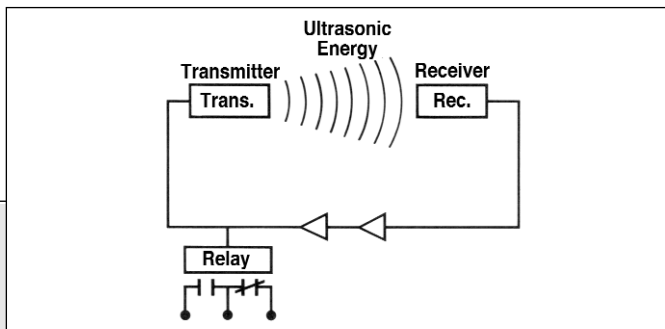 Ultrasonic
Energy
Transmitter
Receiver
Trans.
Rec.
Relay